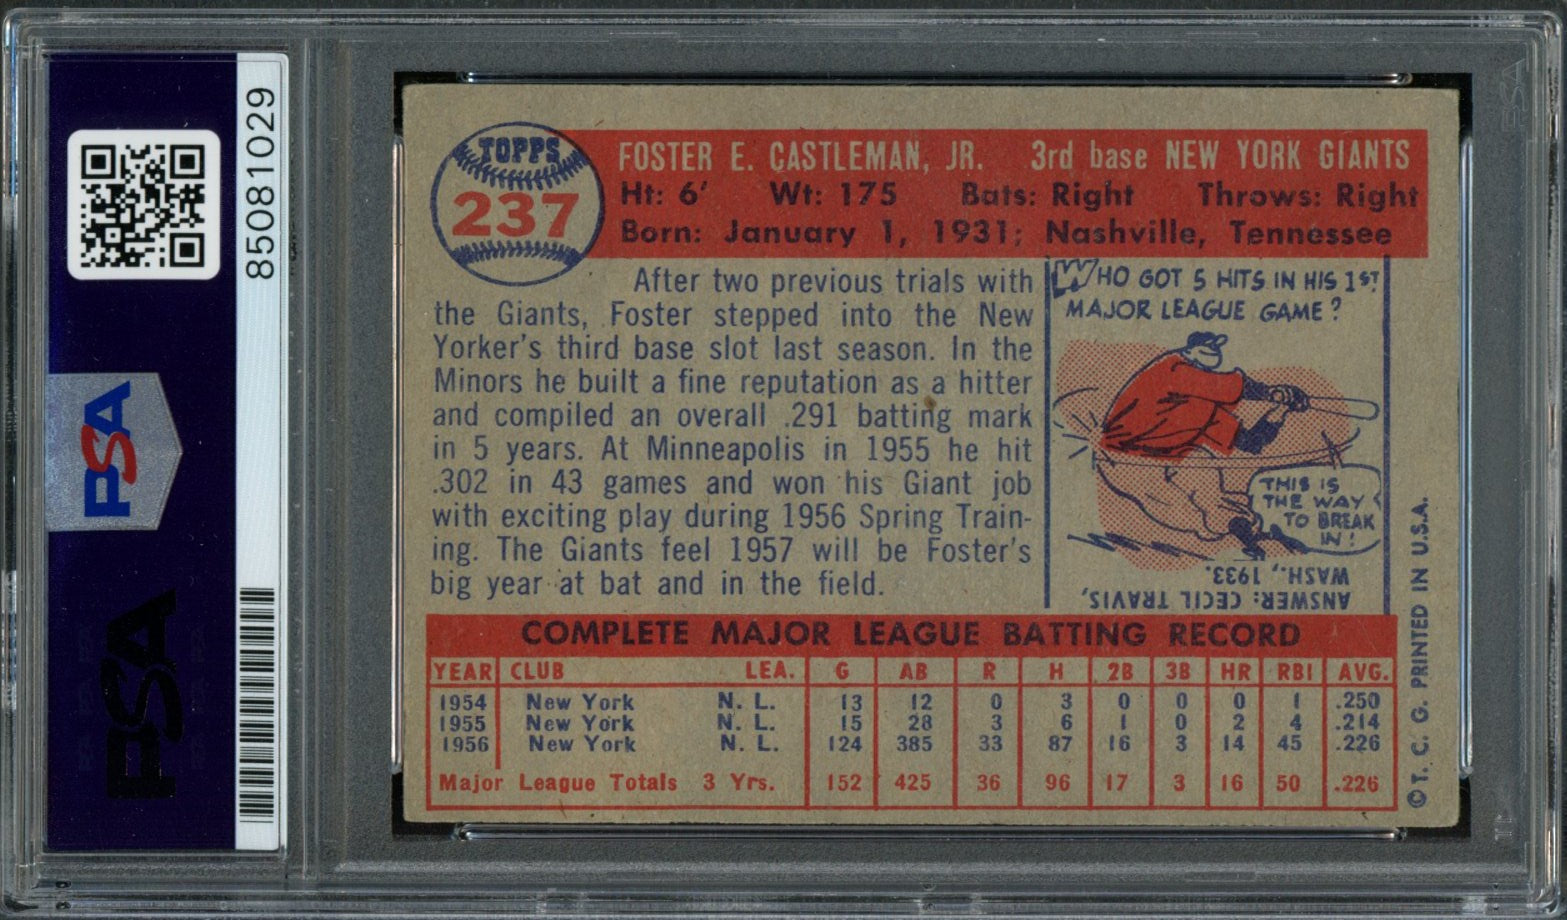 85081029
PSA
PSA
TOPPS
237
FOSTER E. CASTLEMAN, JR. 3rd base NEW YORK GIANTS
Ht: 6' Wt: 175 Bats: Right Throws: Right
Born: January 1, 1931; Nashville, Tennessee
After two previous trials with
the Giants, Foster stepped into the New
Yorker's third base slot last season. In the
Minors he built a fine reputation as a hitter
and compiled an overall .291 batting mark
in 5 years. At Minneapolis in 1955 he hit
.302 in 43 games and won his Giant job
with exciting play during 1956 Spring Train-
ing. The Giants feel 1957 will be Foster's
big year at bat and in the field.
WHO GOT 5 HITS IN HIS 1ST
MAJOR LEAGUE GAME?
THIS IS
THE WAY
TO BREAK
IN!
ANSWER: CECIL TRAVIS,
WASH., 1933.
COMPLETE MAJOR LEAGUE BATTING RECORD
YEAR CLUB LEA. G AB R H 2B 3B HR RBI AVG.
1954 New York N. L. 13 12 0 3 0 0 0 1 .250
1955 New York N. L. 15 28 3 6 1 0 2 4 .214
1956 New York N. L. 124 385 33 87 16 3 14 45 .226
Major League Totals 3 Yrs. 152 425 36 96 17 3 16 50 .226
© T. C. G. PRINTED IN U.S.A.
PSA